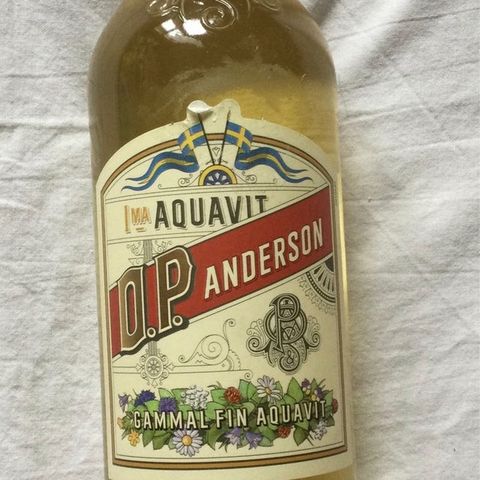 IMA AQUAVIT
O.P. ANDERSON
GAMMAL FIN AQUAVIT